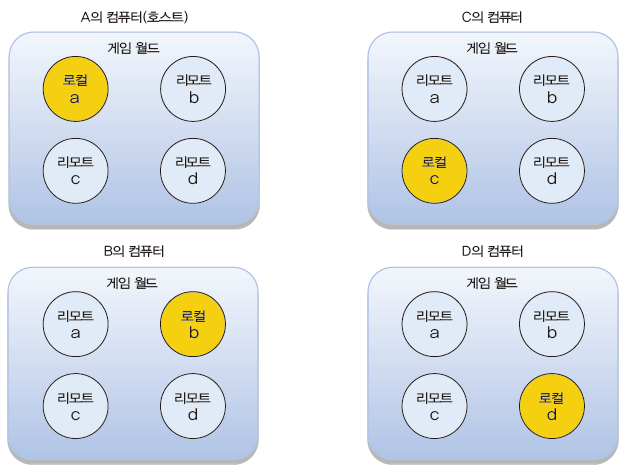 A의 컴퓨터(호스트)
게임 월드
로컬
a
리모트
b
리모트
c
리모트
d
C의 컴퓨터
게임 월드
리모트
a
리모트
b
로컬
c
리모트
d
B의 컴퓨터
게임 월드
리모트
a
로컬
b
리모트
c
리모트
d
D의 컴퓨터
게임 월드
리모트
a
리모트
b
리모트
c
로컬
d